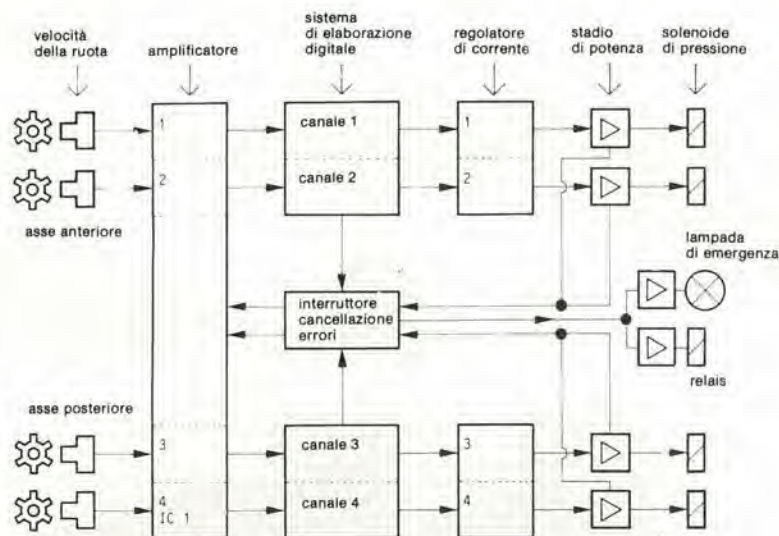 velocità
della ruota
amplificatore
sistema
di elaborazione
digitale
regolatore
di corrente
stadio
di potenza
solenoide
di pressione
1
canale 1
1
2
canale 2
2
asse anteriore
lampada
di emergenza
interruttore
cancellazione
errori
relais
asse posteriore
3
canale 3
3
4
IC 1
canale 4
4